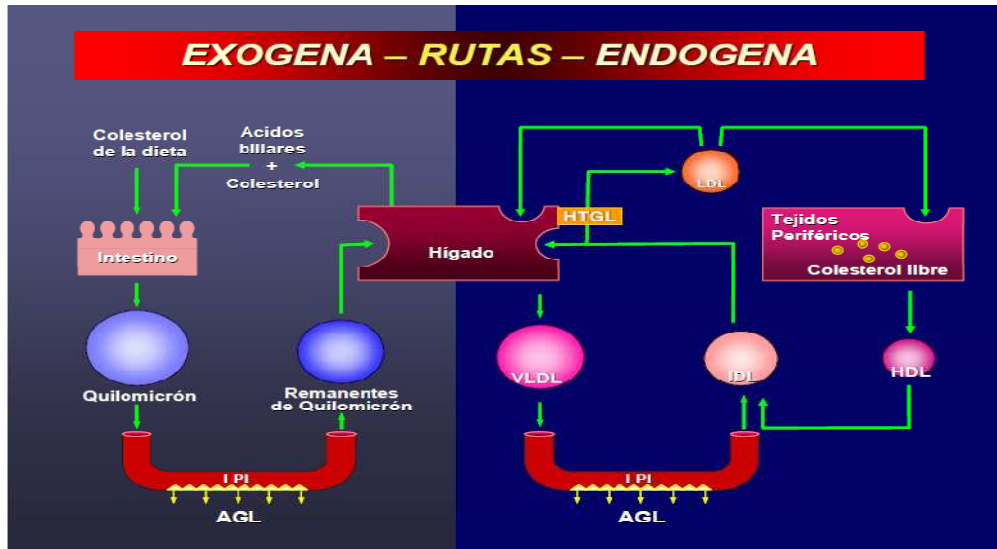 EXOGENA – RUTAS – ENDOGENA
Colesterol
de la dieta
Acidos
biliares
+
Colesterol
Intestino
Quilomicrón
Remanentes
de Quilomicrón
LPL
AGL
Hígado
HTGL
LDL
Tejidos
Periféricos
Colesterol libre
VLDL
IDL
HDL
LPL
AGL